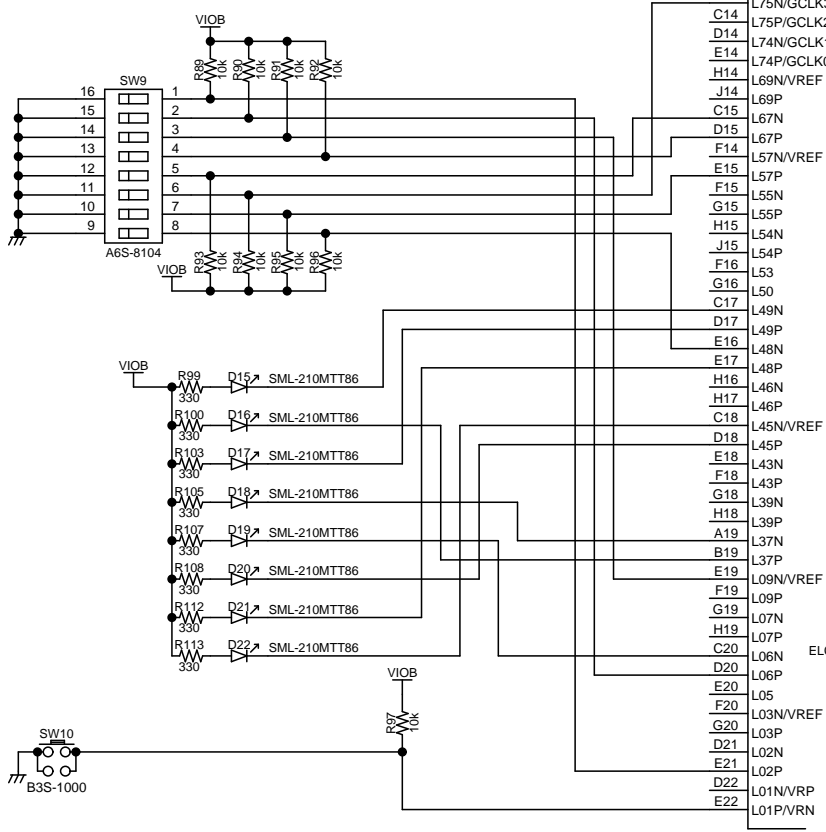 VIOB
R89 10k
R90 10k
R91 10k
R92 10k
SW9
16 1
15 2
14 3
13 4
12 5
11 6
10 7
9 8
A6S-8104
R93 10k
R94 10k
R95 10k
R96 10k
VIOB
VIOB
R99 330 D15 SML-210MTT86
R100 330 D16 SML-210MTT86
R103 330 D17 SML-210MTT86
R105 330 D18 SML-210MTT86
R107 330 D19 SML-210MTT86
R108 330 D20 SML-210MTT86
R112 330 D21 SML-210MTT86
R113 330 D22 SML-210MTT86
VIOB
R97 10k
SW10
B3S-1000
L75N/GCLK3
C14 L75P/GCLK2
D14 L74N/GCLK1
E14 L74P/GCLK0
H14 L69N/VREF
J14 L69P
C15 L67N
D15 L67P
F14 L57N/VREF
E15 L57P
F15 L55N
G15 L55P
H15 L54N
J15 L54P
F16 L53
G16 L50
C17 L49N
D17 L49P
E16 L48N
E17 L48P
H16 L46N
H17 L46P
C18 L45N/VREF
D18 L45P
E18 L43N
F18 L43P
G18 L39N
H18 L39P
A19 L37N
B19 L37P
E19 L09N/VREF
F19 L09P
G19 L07N
H19 L07P
C20 L06N
D20 L06P
E20 L05
F20 L03N/VREF
G20 L03P
D21 L02N
E21 L02P
D22 L01N/VRP
E22 L01P/VRN